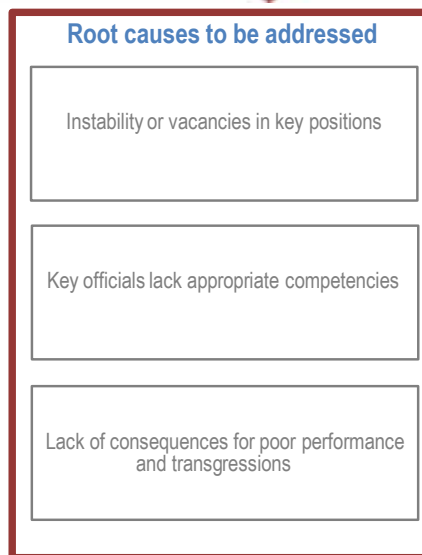 Root causes to be addressed
Instability or vacancies in key positions
Key officials lack appropriate competencies
Lack of consequences for poor performance
and transgressions